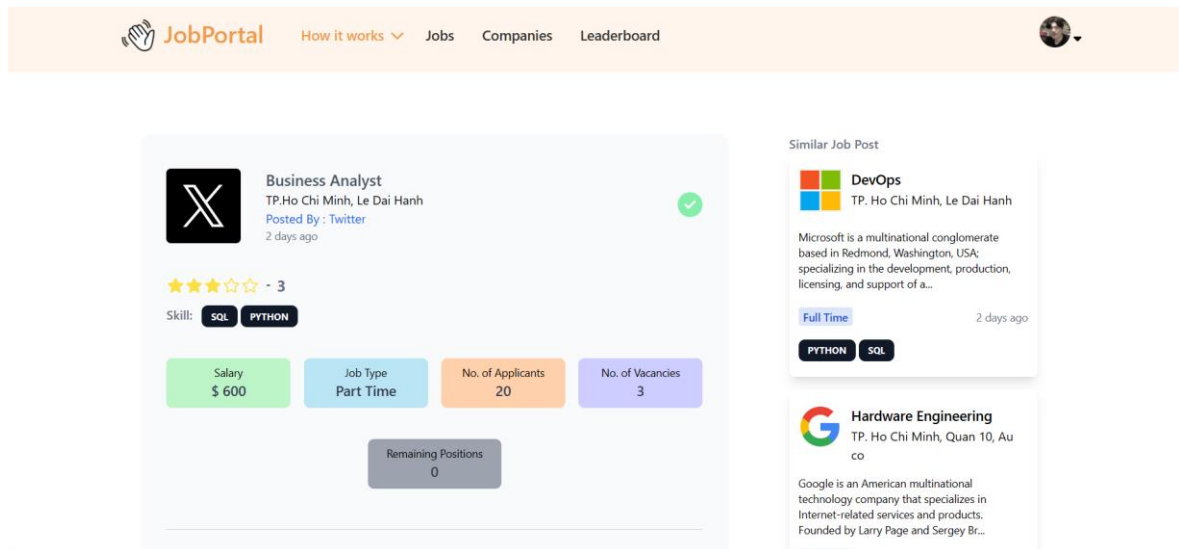 JobPortal How it works Jobs Companies Leaderboard
Business Analyst
TP.Ho Chi Minh, Le Dai Hanh
Posted By : Twitter
2 days ago
- 3
Skill: SQL PYTHON
Salary
$ 600
Job Type
Part Time
No. of Applicants
20
No. of Vacancies
3
Remaining Positions
0
Similar Job Post
DevOps
TP. Ho Chi Minh, Le Dai Hanh
Microsoft is a multinational conglomerate
based in Redmond, Washington, USA;
specializing in the development, production,
licensing, and support of a...
Full Time 2 days ago
PYTHON SQL
Hardware Engineering
TP. Ho Chi Minh, Quan 10, Au
co
Google is an American multinational
technology company that specializes in
Internet-related services and products.
Founded by Larry Page and Sergey Br...